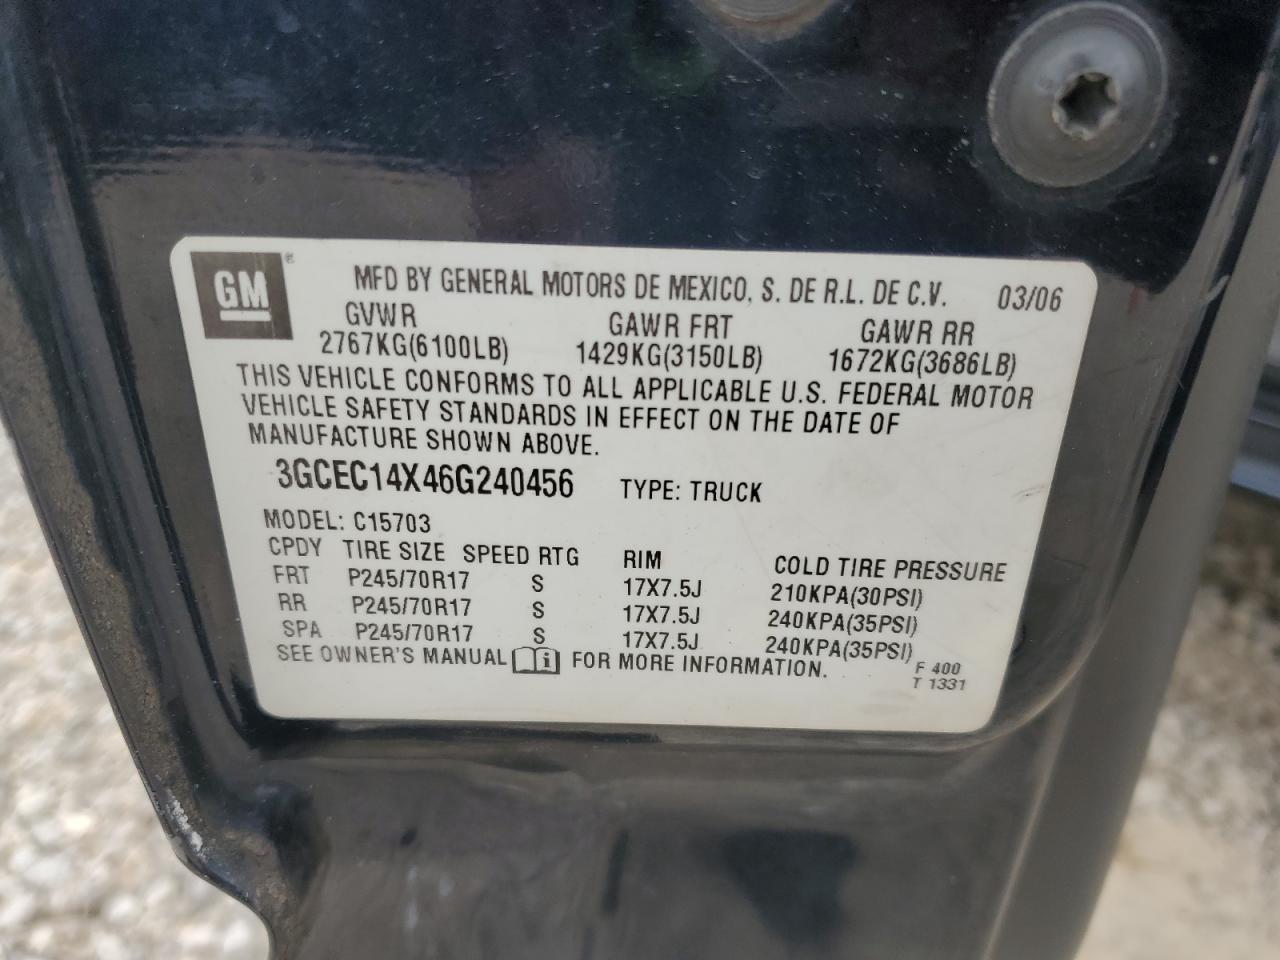 GM ® MFD BY GENERAL MOTORS DE MEXICO, S. DE R.L. DE C.V. 03/06
GVWR GAWR FRT GAWR RR
2767KG(6100LB) 1429KG(3150LB) 1672KG(3686LB)
THIS VEHICLE CONFORMS TO ALL APPLICABLE U.S. FEDERAL MOTOR
VEHICLE SAFETY STANDARDS IN EFFECT ON THE DATE OF
MANUFACTURE SHOWN ABOVE.
3GCEC14X46G240456 TYPE: TRUCK
MODEL: C15703
CPDY TIRE SIZE SPEED RTG RIM COLD TIRE PRESSURE
FRT P245/70R17 S 17X7.5J 210KPA(30PSI)
RR P245/70R17 S 17X7.5J 240KPA(35PSI)
SPA P245/70R17 S 17X7.5J 240KPA(35PSI)
SEE OWNER'S MANUAL i FOR MORE INFORMATION. F 400
T 1331